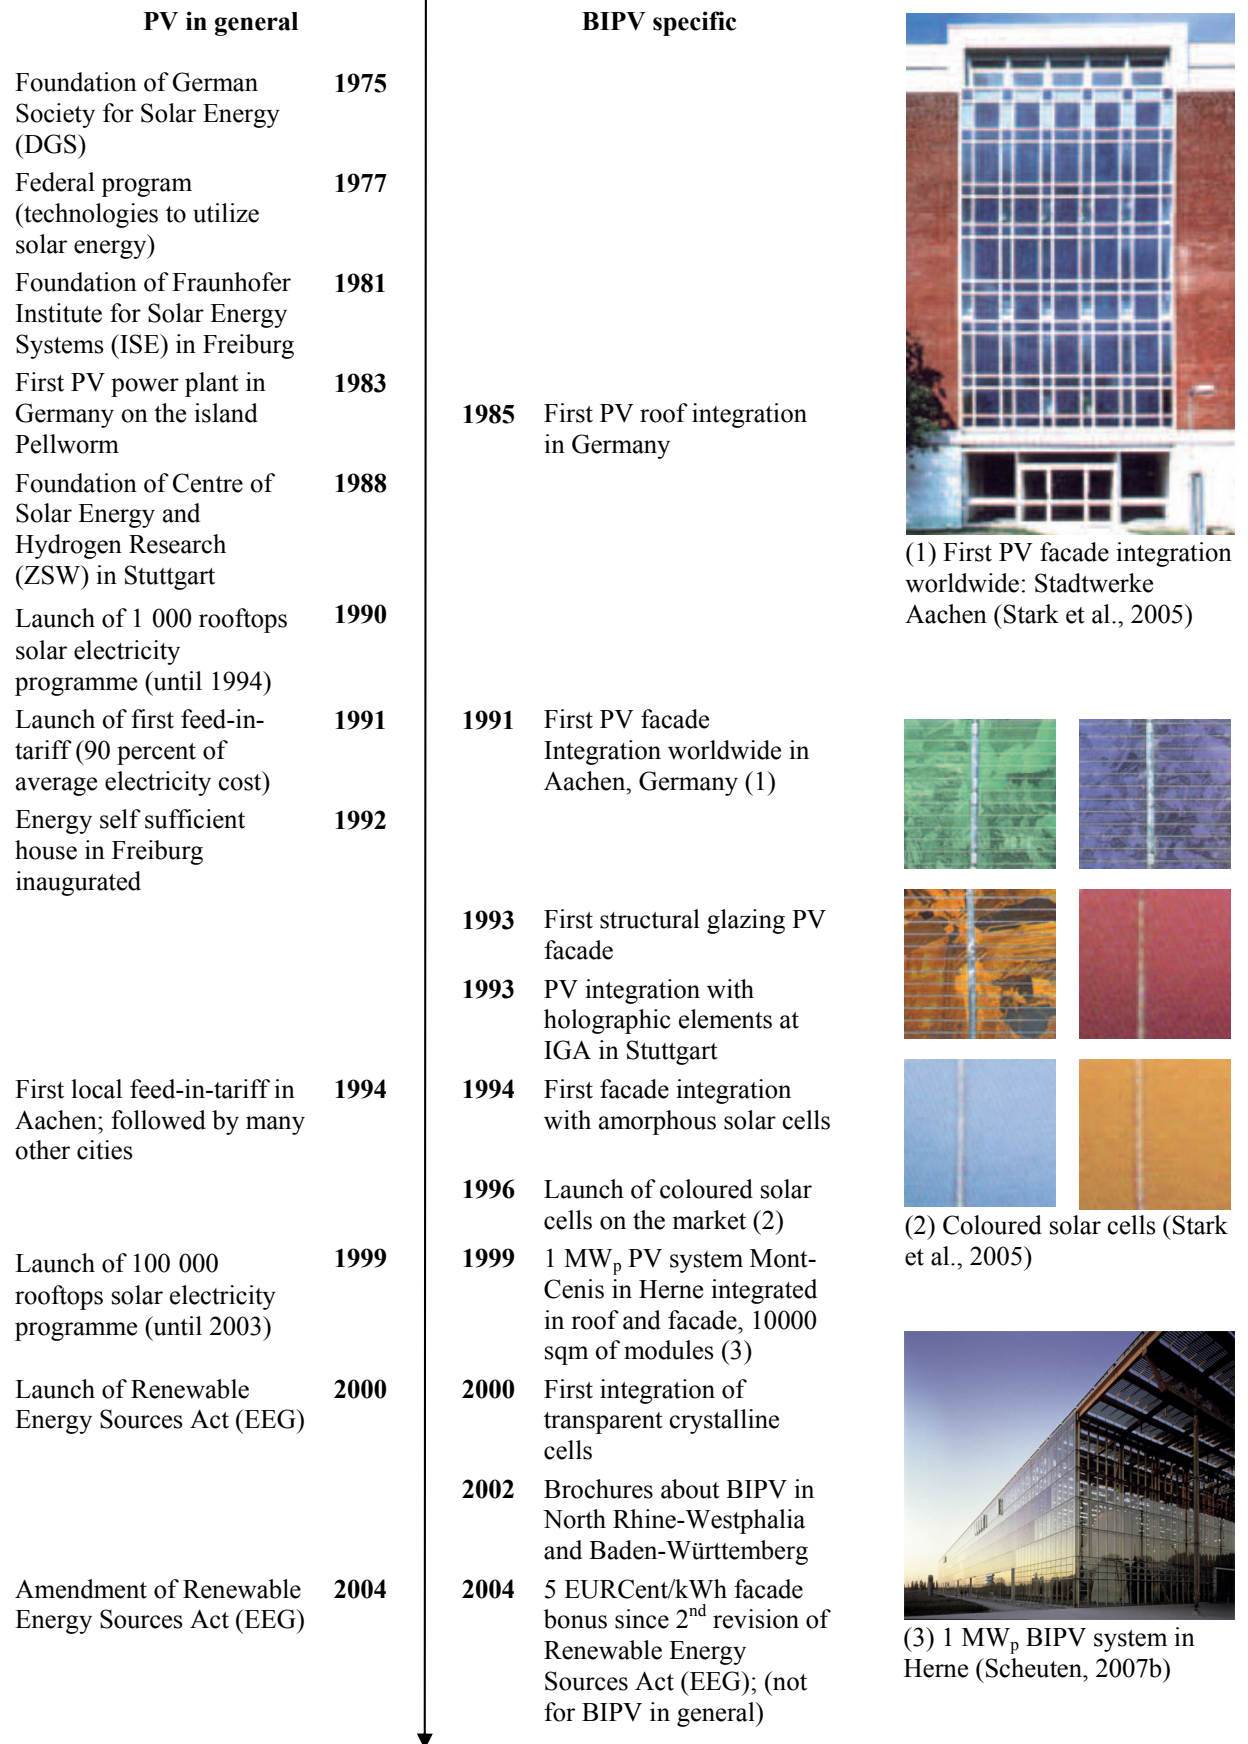 PV in general
Foundation of German 1975
Society for Solar Energy
(DGS)
Federal program 1977
(technologies to utilize
solar energy)
Foundation of Fraunhofer 1981
Institute for Solar Energy
Systems (ISE) in Freiburg
First PV power plant in 1983
Germany on the island
Pellworm
Foundation of Centre of 1988
Solar Energy and
Hydrogen Research
(ZSW) in Stuttgart
Launch of 1 000 rooftops 1990
solar electricity
programme (until 1994)
Launch of first feed-in- 1991
tariff (90 percent of
average electricity cost)
Energy self sufficient 1992
house in Freiburg
inaugurated
First local feed-in-tariff in 1994
Aachen; followed by many
other cities
Launch of 100 000 1999
rooftops solar electricity
programme (until 2003)
Launch of Renewable 2000
Energy Sources Act (EEG)
Amendment of Renewable 2004
Energy Sources Act (EEG)
BIPV specific
1985 First PV roof integration
in Germany
1991 First PV facade
Integration worldwide in
Aachen, Germany (1)
1993 First structural glazing PV
facade
1993 PV integration with
holographic elements at
IGA in Stuttgart
1994 First facade integration
with amorphous solar cells
1996 Launch of coloured solar
cells on the market (2)
1999 1 MWp PV system Mont-
Cenis in Herne integrated
in roof and facade, 10000
sqm of modules (3)
2000 First integration of
transparent crystalline
cells
2002 Brochures about BIPV in
North Rhine-Westphalia
and Baden-Württemberg
2004 5 EURCent/kWh facade
bonus since 2nd revision of
Renewable Energy
Sources Act (EEG); (not
for BIPV in general)
(1) First PV facade integration
worldwide: Stadtwerke
Aachen (Stark et al., 2005)
(2) Coloured solar cells (Stark
et al., 2005)
(3) 1 MWp BIPV system in
Herne (Scheuten, 2007b)